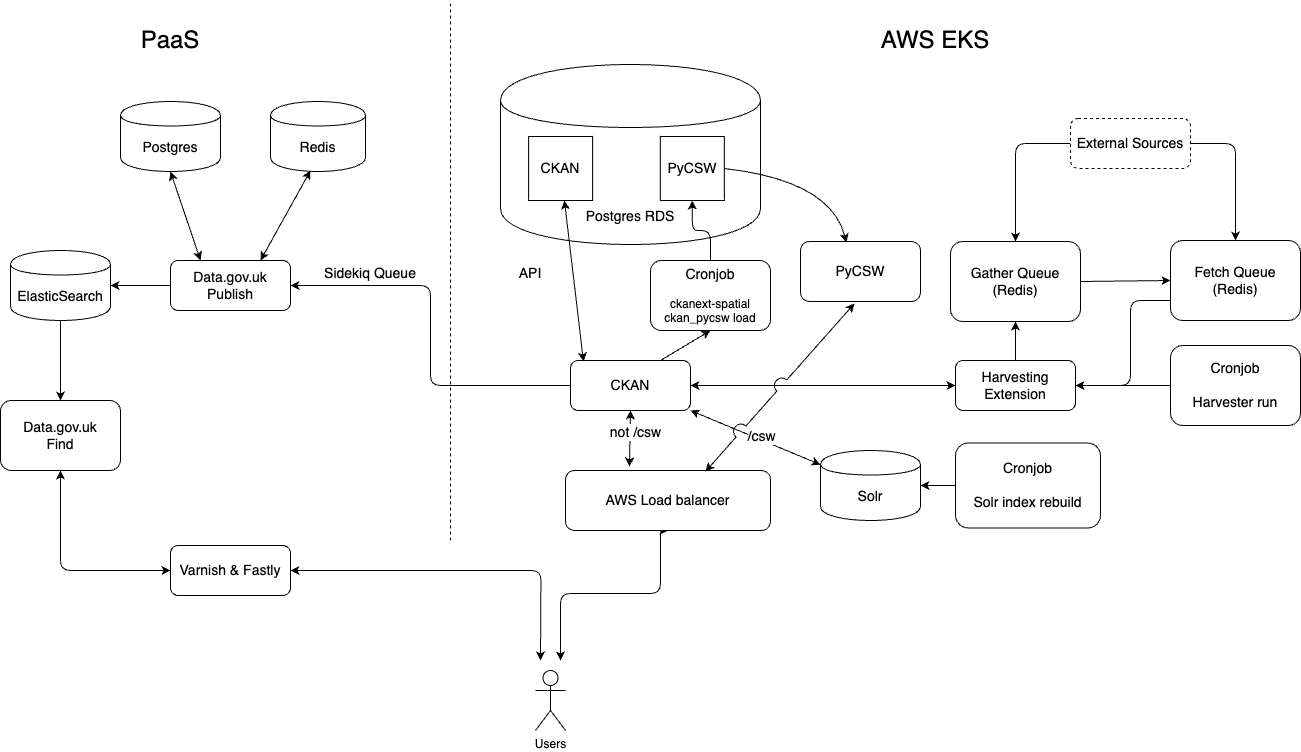 PaaS
AWS EKS
Postgres
Redis
CKAN
PyCSW
Postgres RDS
External Sources
ElasticSearch
Data.gov.uk
Publish
Sidekiq Queue
API
Cronjob
ckanext-spatial
ckan_pycsw load
PyCSW
Gather Queue
(Redis)
Fetch Queue
(Redis)
CKAN
Harvesting
Extension
Cronjob
Harvester run
Data.gov.uk
Find
not /csw
/csw
AWS Load balancer
Solr
Cronjob
Solr index rebuild
Varnish & Fastly
Users